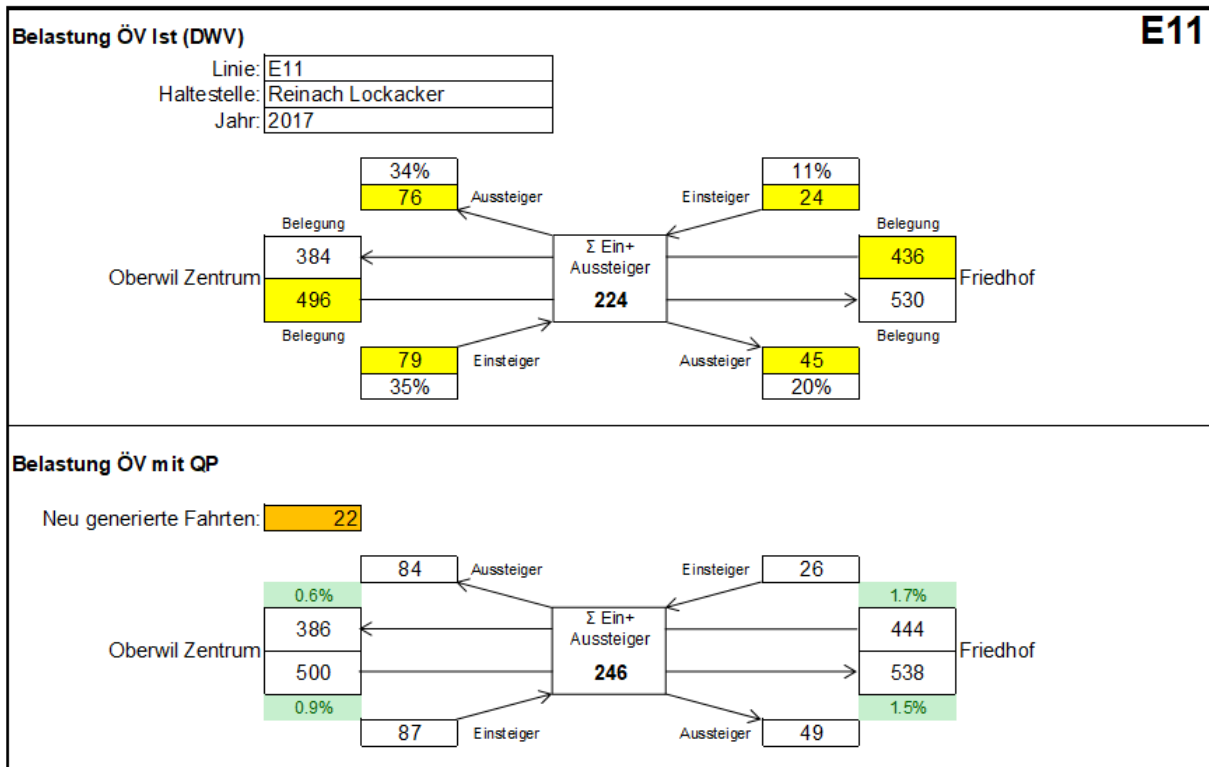 Belastung ÖV Ist (DWV)
E11
Linie: E11
Haltestelle: Reinach Lockacker
Jahr: 2017
34%
11%
76 Aussteiger Einsteiger 24
Belegung Belegung
Σ Ein+
Aussteiger
224
384 436
Oberwil Zentrum Friedhof
496 530
Belegung Belegung
79 Einsteiger Aussteiger 45
35% 20%
Belastung ÖV mit QP
Neu generierte Fahrten: 22
84 Aussteiger Einsteiger 26
0.6% 1.7%
Σ Ein+
Aussteiger
246
386 444
Oberwil Zentrum Friedhof
500 538
0.9% 1.5%
87 Einsteiger Aussteiger 49